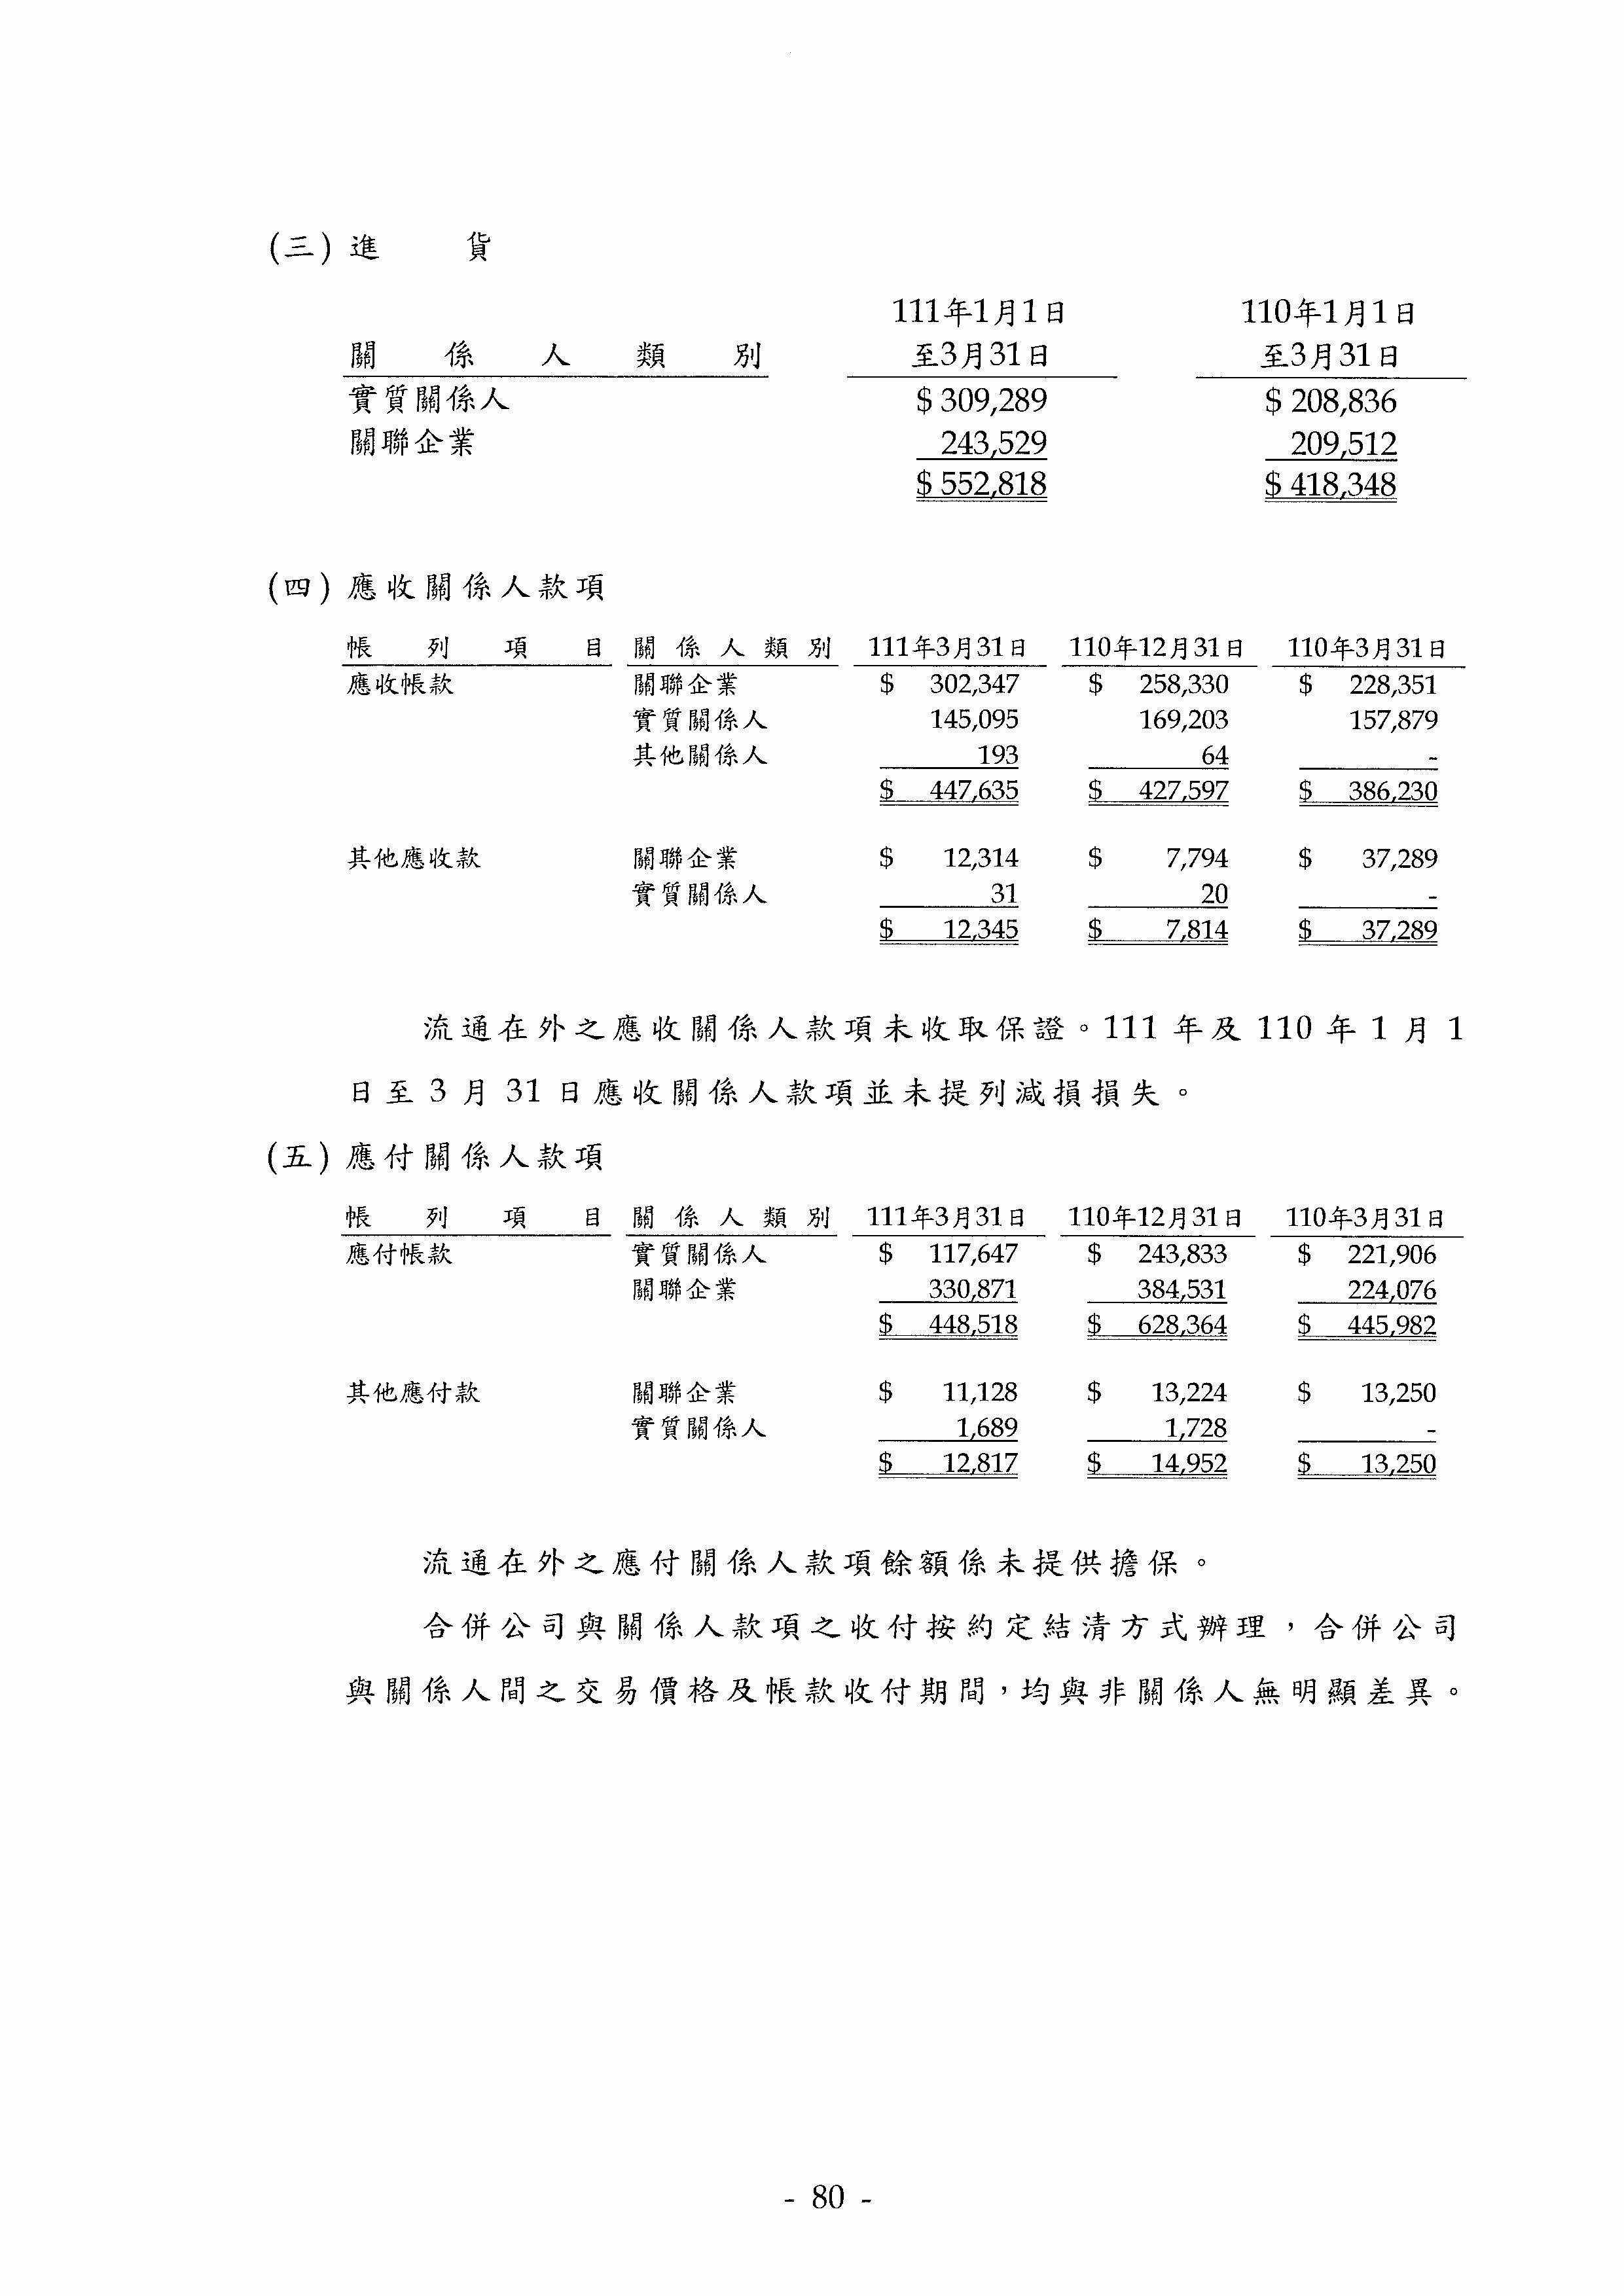 (三) 進 貨
111年1月1日 110年1月1日
關 係 人 類 別 至3月31日 至3月31日
實質關係人 $ 309,289 $ 208,836
關聯企業 243,529 209,512
$ 552,818 $ 418,348
(四) 應收關係人款項
帳 列 項 目 關 係 人 類 別 111年3月31日 110年12月31日 110年3月31日
應收帳款 關聯企業 $ 302,347 $ 258,330 $ 228,351
實質關係人 145,095 169,203 157,879
其他關係人 193 64 -
$ 447,635 $ 427,597 $ 386,230
其他應收款 關聯企業 $ 12,314 $ 7,794 $ 37,289
實質關係人 31 20 -
$ 12,345 $ 7,814 $ 37,289
流通在外之應收關係人款項未收取保證。111 年及 110 年 1 月 1
日至 3 月 31 日應收關係人款項並未提列減損損失。
(五) 應付關係人款項
帳 列 項 目 關 係 人 類 別 111年3月31日 110年12月31日 110年3月31日
應付帳款 實質關係人 $ 117,647 $ 243,833 $ 221,906
關聯企業 330,871 384,531 224,076
$ 448,518 $ 628,364 $ 445,982
其他應付款 關聯企業 $ 11,128 $ 13,224 $ 13,250
實質關係人 1,689 1,728 -
$ 12,817 $ 14,952 $ 13,250
流通在外之應付關係人款項餘額係未提供擔保。
合併公司與關係人款項之收付按約定結清方式辦理，合併公司
與關係人間之交易價格及帳款收付期間，均與非關係人無明顯差異。
- 80 -